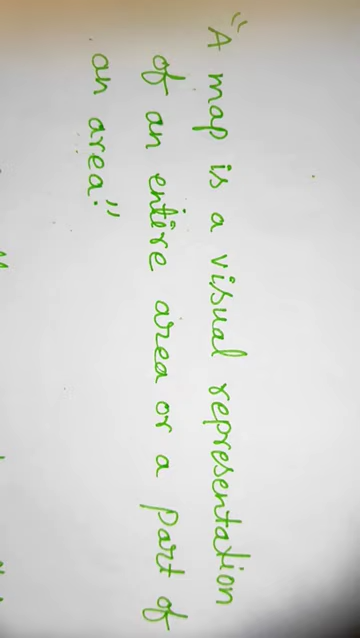 "A map is a visual representation
of an entire area or a part of
an area."